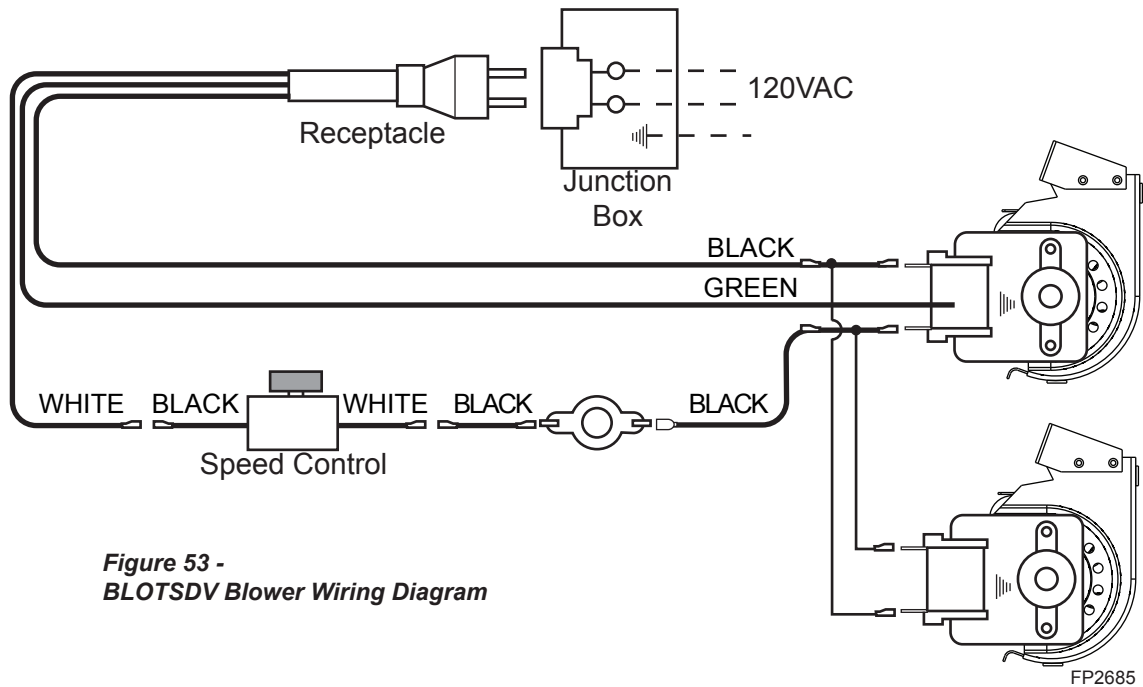 120VAC
Receptacle
Junction
Box
BLACK
GREEN
WHITE BLACK WHITE BLACK BLACK
Speed Control
Figure 53 -
BLOTSDV Blower Wiring Diagram
FP2685